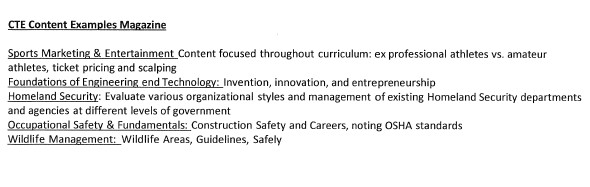 CTE Content Examples Magazine
Sports Marketing & Entertainment Content focused throughout curriculum: ex professional athletes vs. amateur
athletes, ticket pricing and scalping
Foundations of Engineering end Technology: Invention, innovation, and entrepreneurship
Homeland Security: Evaluate various organizational styles and management of existing Homeland Security departments
and agencies at different levels of government
Occupational Safety & Fundamentals: Construction Safety and Careers, noting OSHA standards
Wildlife Management: Wildlife Areas, Guidelines, Safely